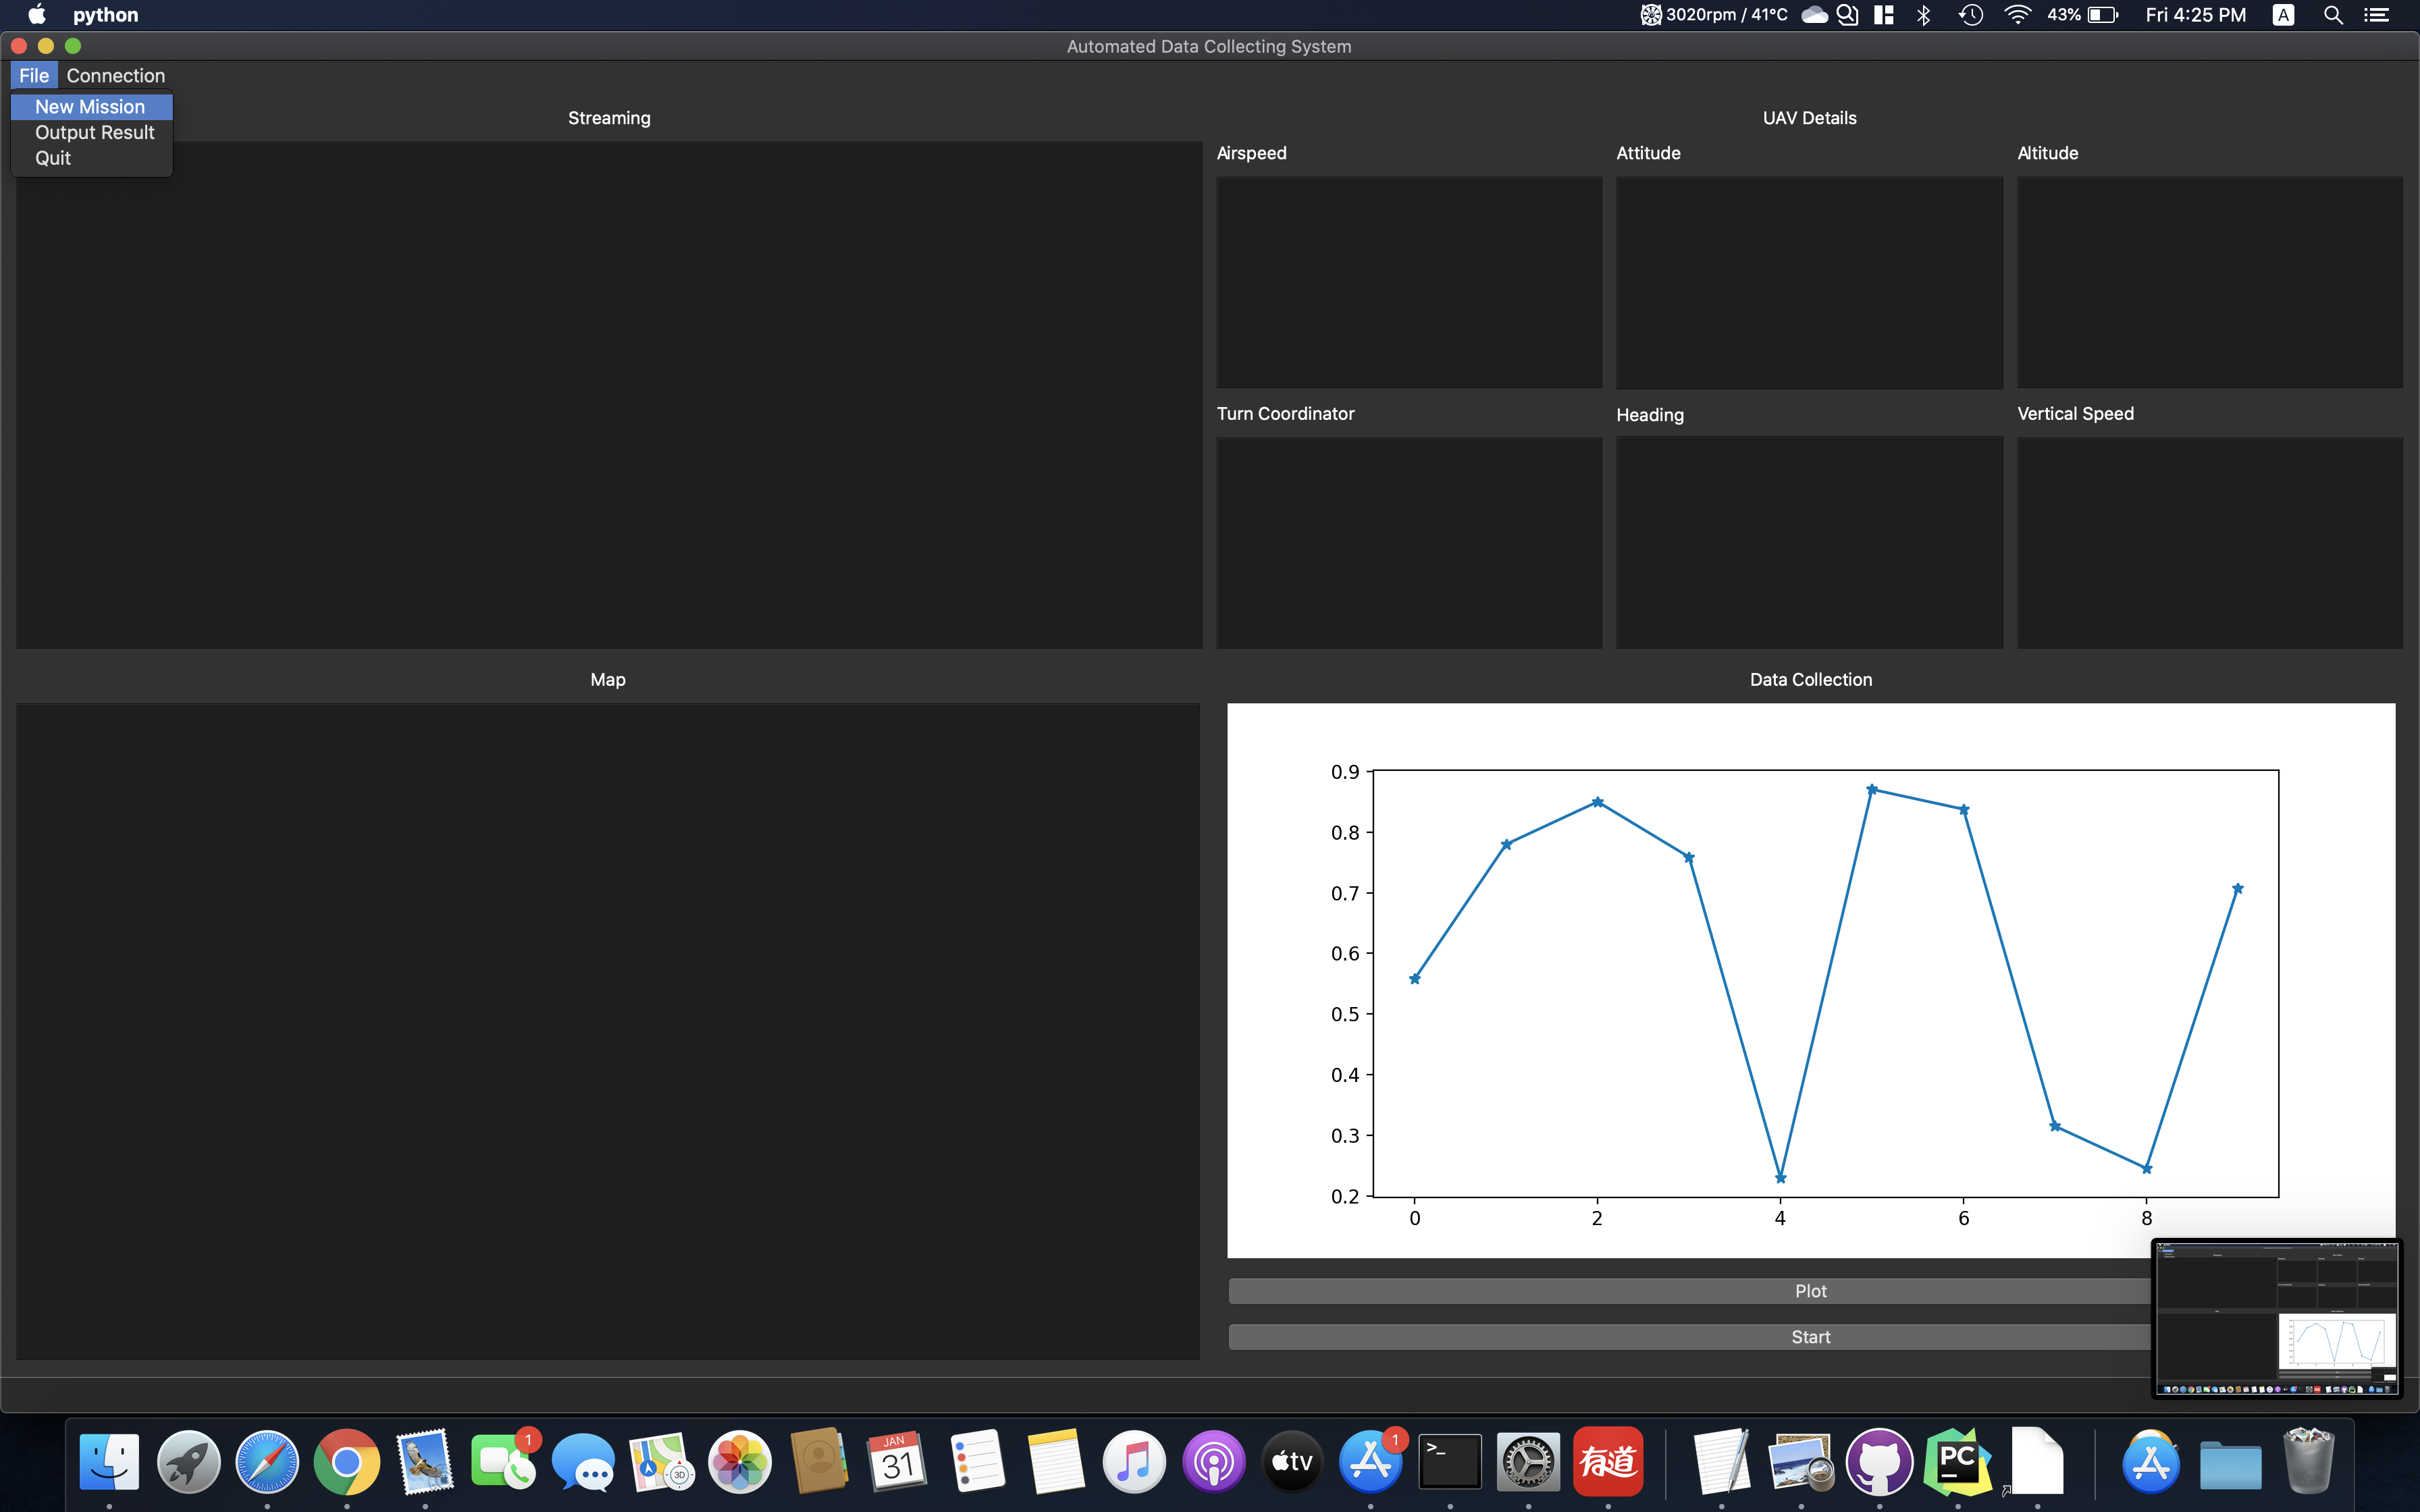 python 3020rpm / 41°C 43% Fri 4:25 PM A
Automated Data Collecting System
File Connection
New Mission
Output Result
Quit
Streaming
UAV Details
Airspeed Attitude Altitude
Turn Coordinator Heading Vertical Speed
Map
Data Collection
0.9
0.8
0.7
0.6
0.5
0.4
0.3
0.2
0 2 4 6 8
Plot
Start
1 JAN 31 3D tv 1 >_ 有道 PC